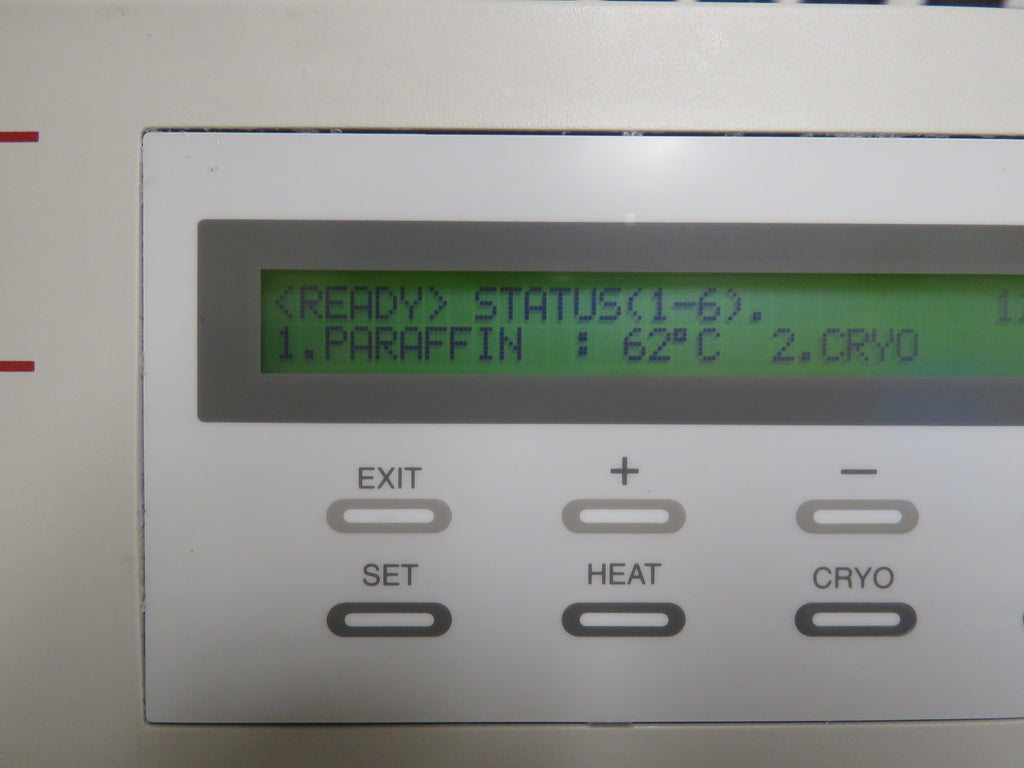 <READY> STATUS(1-6).
1.PARAFFIN : 62°C 2.CRYO
EXIT + −
SET HEAT CRYO